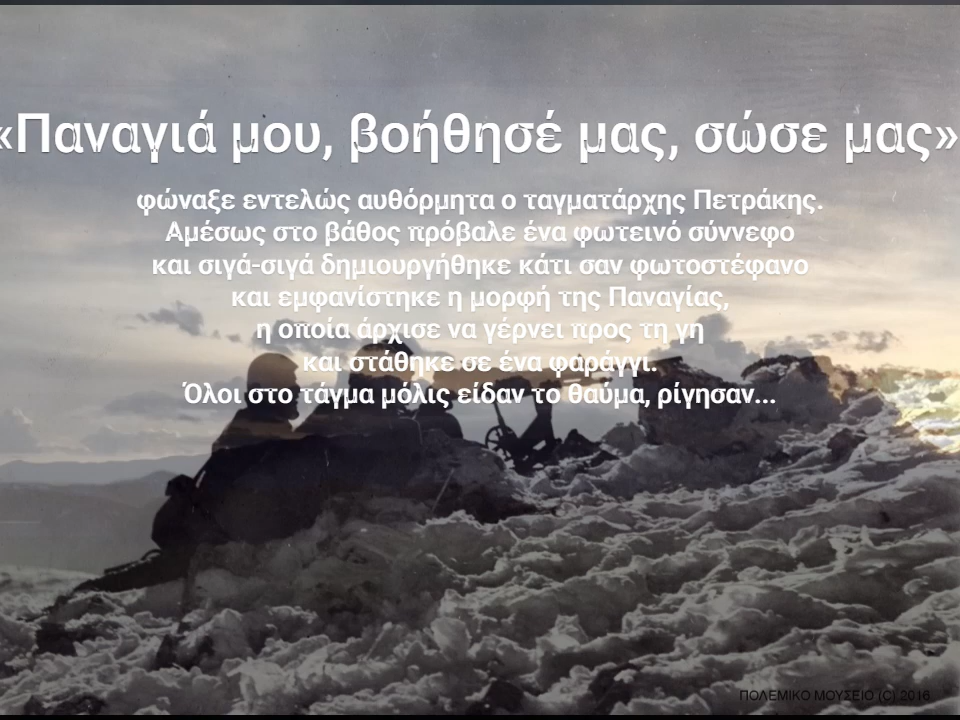 «Παναγιά μου, βοήθησέ μας, σώσε μας»
φώναξε εντελώς αυθόρμητα ο ταγματάρχης Πετράκης.
Αμέσως στο βάθος πρόβαλε ένα φωτεινό σύννεφο
και σιγά-σιγά δημιουργήθηκε κάτι σαν φωτοστέφανο
και εμφανίστηκε η μορφή της Παναγίας,
η οποία άρχισε να γέρνει προς τη γη
και στάθηκε σε ένα φαράγγι.
Όλοι στο τάγμα μόλις είδαν το θαύμα, ρίγησαν...
ΠΟΛΕΜΙΚΟ ΜΟΥΣΕΙΟ (C) 2016